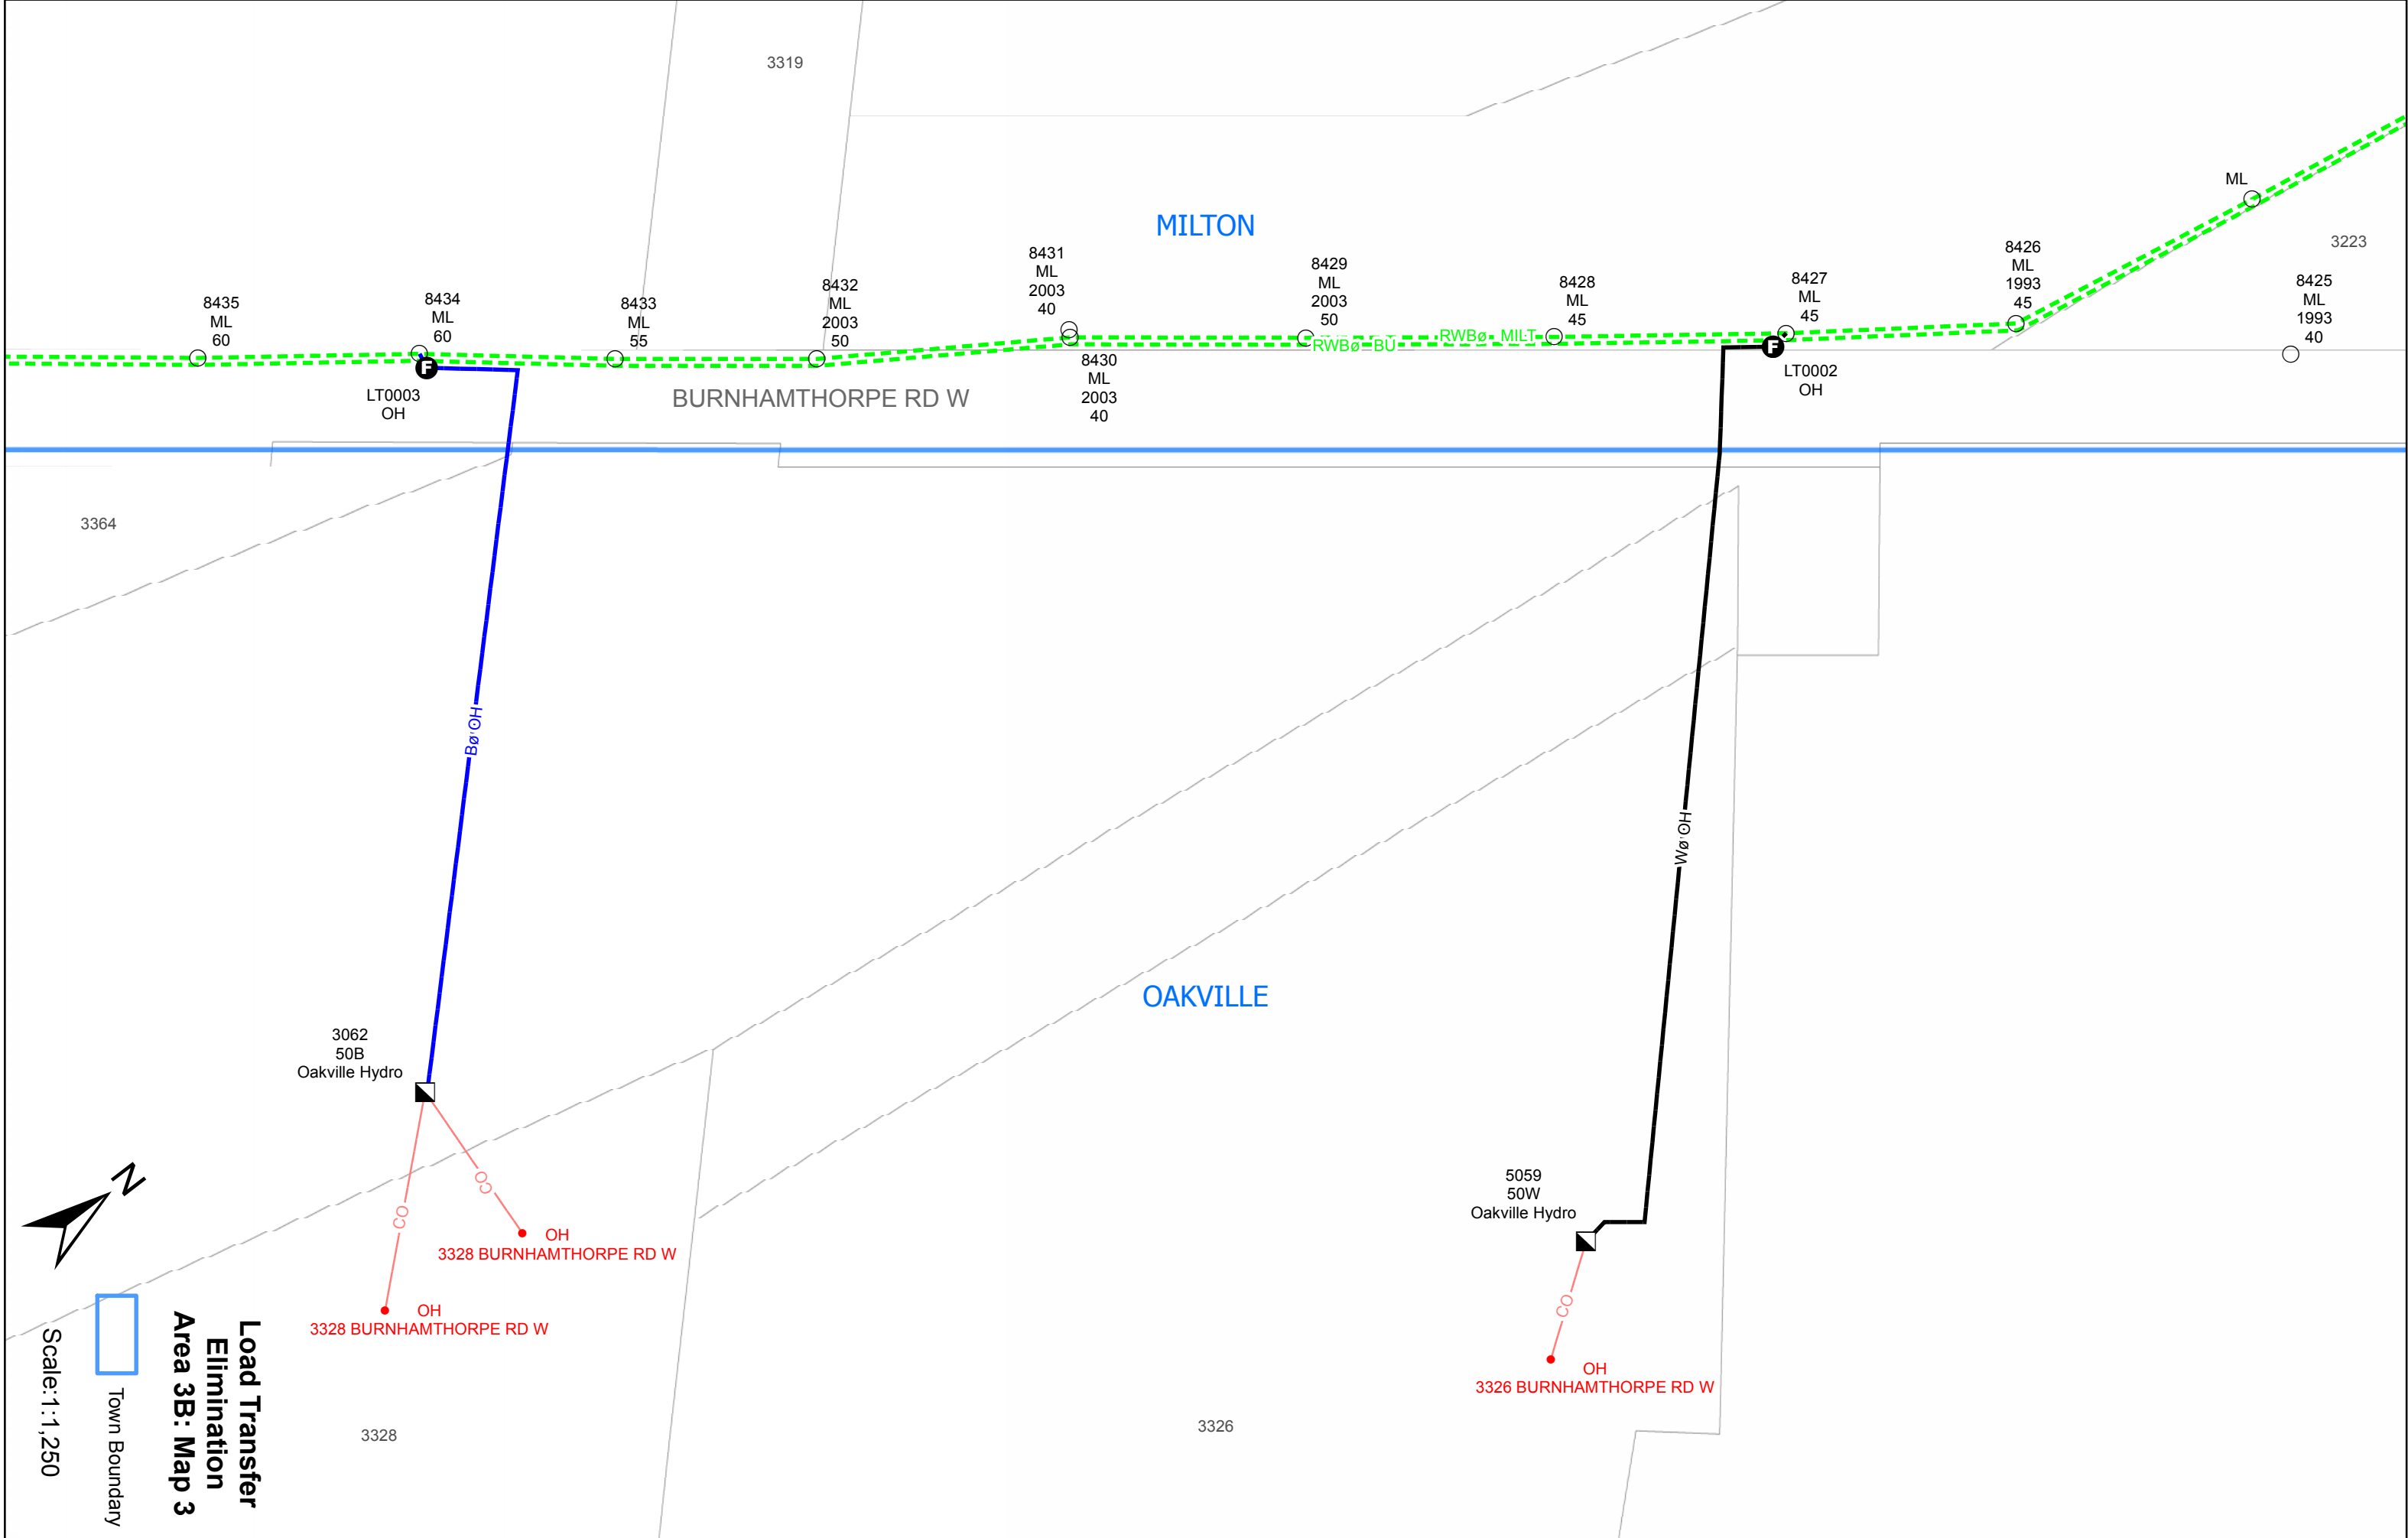 3319
MILTON
ML
3223
8435
ML
60
8434
ML
60
8433
ML
55
8432
ML
2003
50
8431
ML
2003
40
8429
ML
2003
50
8428
ML
45
8427
ML
45
8426
ML
1993
45
8425
ML
1993
40
RWBø MILT
RWBø BU
8430
ML
2003
40
F
LT0003
OH
F
LT0002
OH
BURNHAMTHORPE RD W
3364
Bø,OH
Wø,OH
OAKVILLE
3062
50B
Oakville Hydro
CO
CO
OH
3328 BURNHAMTHORPE RD W
OH
3328 BURNHAMTHORPE RD W
5059
50W
Oakville Hydro
CO
OH
3326 BURNHAMTHORPE RD W
3328
3326
N
Load Transfer
Elimination
Area 3B: Map 3
Town Boundary
Scale:1:1,250